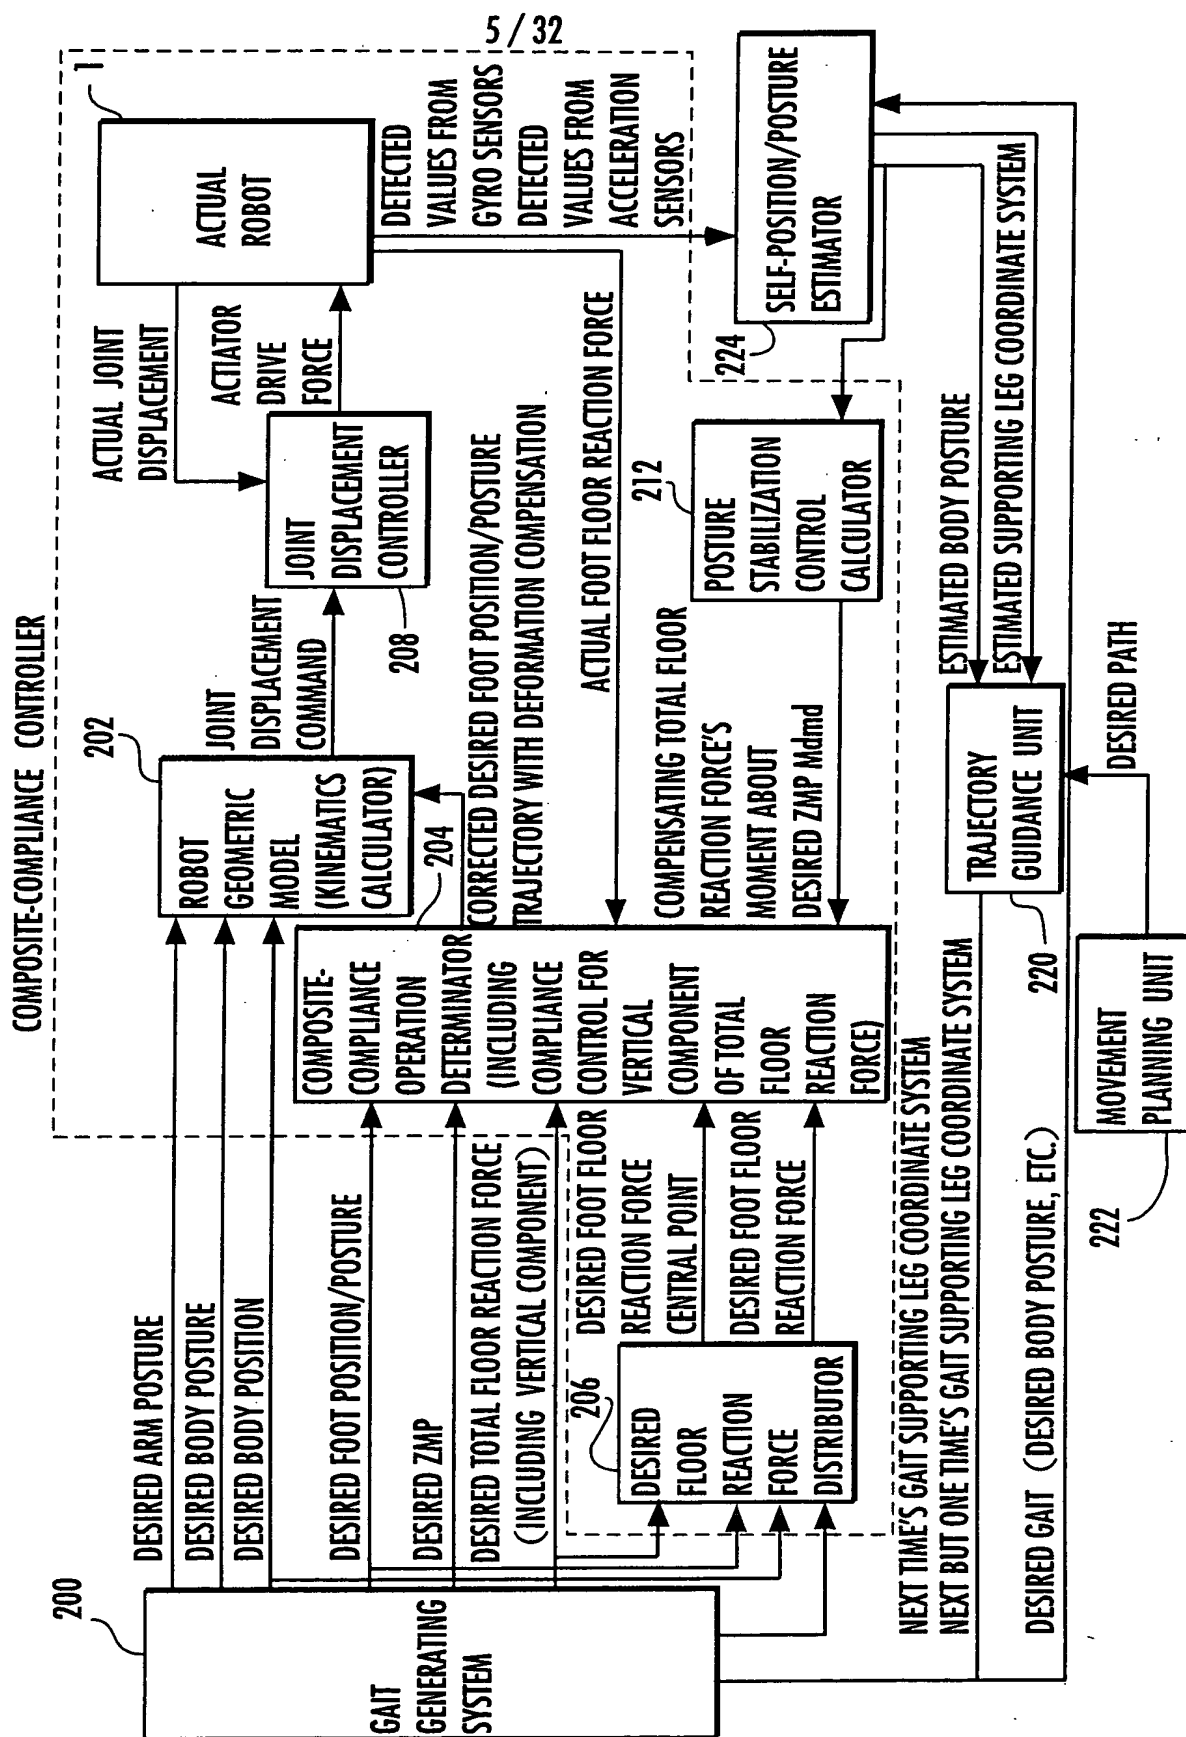 5 / 32
COMPOSITE-COMPLIANCE CONTROLLER
1
ACTUAL
ROBOT
ACTUAL JOINT
DISPLACEMENT
ACTIATOR
DRIVE
FORCE
DETECTED
VALUES FROM
GYRO SENSORS
DETECTED
VALUES FROM
ACCELERATION
SENSORS
JOINT
DISPLACEMENT
CONTROLLER
208
JOINT
DISPLACEMENT
COMMAND
202
ROBOT
GEOMETRIC
MODEL
(KINEMATICS
CALCULATOR)
204
CORRECTED DESIRED FOOT POSITION/POSTURE
TRAJECTORY WITH DEFORMATION COMPENSATION
ACTUAL FOOT FLOOR REACTION FORCE
COMPOSITE-
COMPLIANCE
OPERATION
DETERMINATOR
(INCLUDING
COMPLIANCE
CONTROL FOR
VERTICAL
COMPONENT
OF TOTAL
FLOOR
REACTION
FORCE)
COMPENSATING TOTAL FLOOR
REACTION FORCE'S
MOMENT ABOUT
DESIRED ZMP Mdmd
212
POSTURE
STABILIZATION
CONTROL
CALCULATOR
224
SELF-POSITION/POSTURE
ESTIMATOR
ESTIMATED BODY POSTURE
ESTIMATED SUPPORTING LEG COORDINATE SYSTEM
200
GAIT
GENERATING
SYSTEM
DESIRED ARM POSTURE
DESIRED BODY POSTURE
DESIRED BODY POSITION
DESIRED FOOT POSITION/POSTURE
DESIRED ZMP
DESIRED TOTAL FLOOR REACTION FORCE
(INCLUDING VERTICAL COMPONENT)
206
DESIRED
FLOOR
REACTION
FORCE
DISTRIBUTOR
DESIRED FOOT FLOOR
REACTION FORCE
CENTRAL POINT
DESIRED FOOT FLOOR
REACTION FORCE
NEXT TIME'S GAIT SUPPORTING LEG COORDINATE SYSTEM
NEXT BUT ONE TIME'S GAIT SUPPORTING LEG COORDINATE SYSTEM
TRAJECTORY
GUIDANCE UNIT
220
DESIRED GAIT (DESIRED BODY POSTURE, ETC.)
DESIRED PATH
MOVEMENT
PLANNING UNIT
222